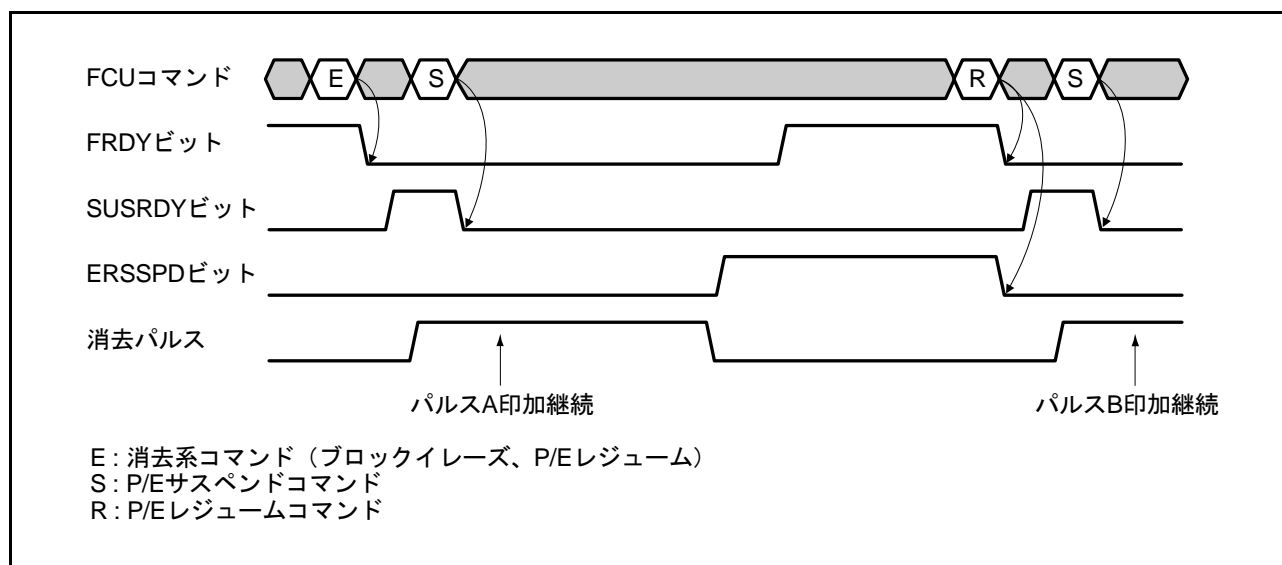 FCUコマンド
E
S
R
S
FRDYビット
SUSRDYビット
ERSSPDビット
消去パルス
パルスA印加継続
パルスB印加継続
E : 消去系コマンド（ブロックイレーズ、P/Eレジューム）
S : P/Eサスペンドコマンド
R : P/Eレジュームコマンド